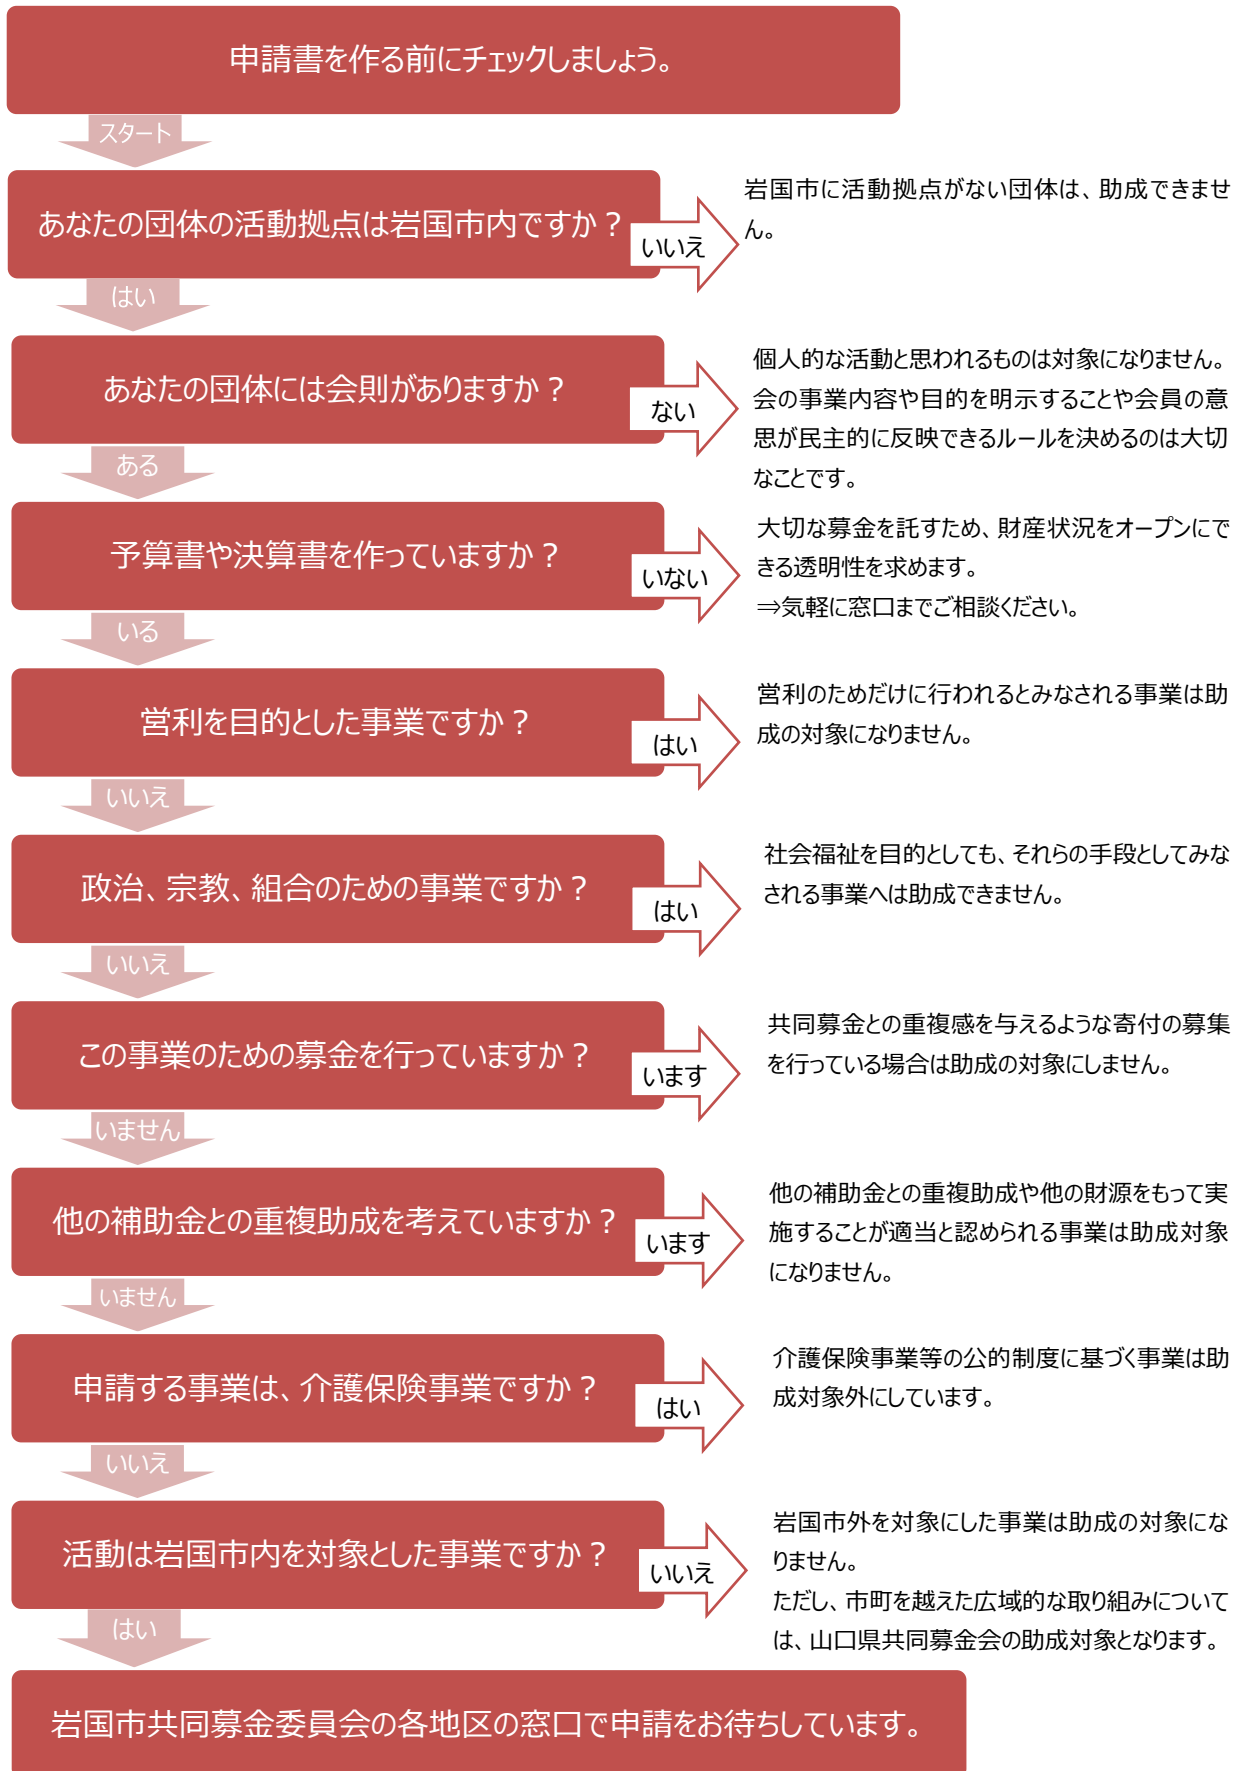 申請書を作る前にチェックしましょう。
スタート
あなたの団体の活動拠点は岩国市内ですか？
いいえ
岩国市に活動拠点がない団体は、助成できませ
ん。
はい
あなたの団体には会則がありますか？
ない
個人的な活動と思われるものは対象になりません。
会の事業内容や目的を明示することや会員の意
思が民主的に反映できるルールを決めるのは大切
なことです。
ある
予算書や決算書を作っていますか？
いない
大切な募金を託すため、財産状況をオープンにで
きる透明性を求めます。
⇒気軽に窓口までご相談ください。
いる
営利を目的とした事業ですか？
はい
営利のためだけに行われるとみなされる事業は助
成の対象になりません。
いいえ
政治、宗教、組合のための事業ですか？
はい
社会福祉を目的としても、それらの手段としてみな
される事業へは助成できません。
いいえ
この事業のための募金を行っていますか？
います
共同募金との重複感を与えるような寄付の募集
を行っている場合は助成の対象にしません。
いません
他の補助金との重複助成を考えていますか？
います
他の補助金との重複助成や他の財源をもって実
施することが適当と認められる事業は助成対象
になりません。
いません
申請する事業は、介護保険事業ですか？
はい
介護保険事業等の公的制度に基づく事業は助
成対象外にしています。
いいえ
活動は岩国市内を対象とした事業ですか？
いいえ
岩国市外を対象にした事業は助成の対象にな
りません。
ただし、市町を越えた広域的な取り組みについて
は、山口県共同募金会の助成対象となります。
はい
岩国市共同募金委員会の各地区の窓口で申請をお待ちしています。